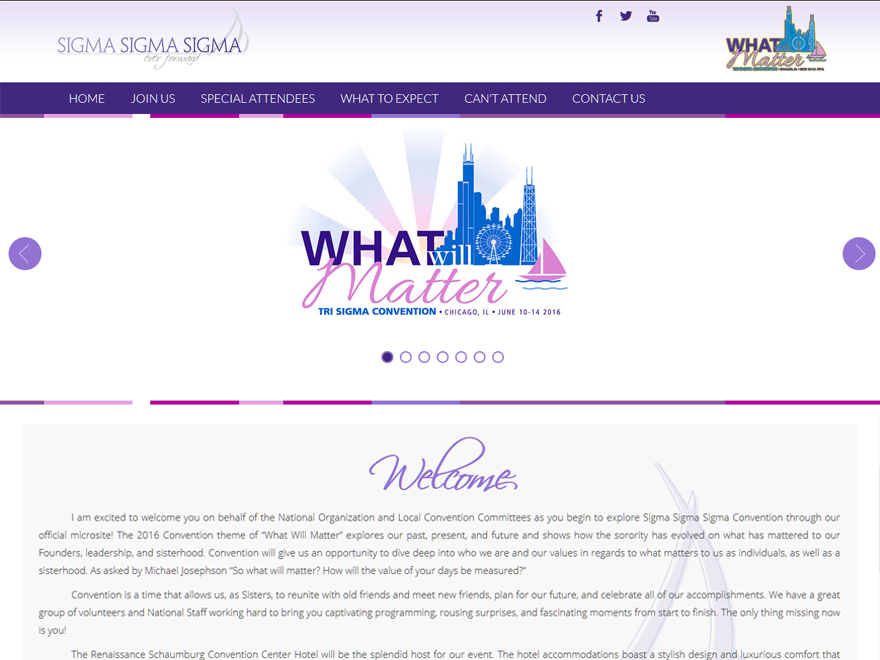 SIGMA SIGMA SIGMA
ever forward
WHAT
Matter
HOME JOIN US SPECIAL ATTENDEES WHAT TO EXPECT CAN'T ATTEND CONTACT US
WHAT will
Matter
TRI SIGMA CONVENTION • CHICAGO, IL • JUNE 10-14 2016
Welcome
I am excited to welcome you on behalf of the National Organization and Local Convention Committees as you begin to explore Sigma Sigma Sigma Convention through our
official microsite! The 2016 Convention theme of “What Will Matter” explores our past, present, and future and shows how the sorority has evolved on what has mattered to our
Founders, leadership, and sisterhood. Convention will give us an opportunity to dive deep into who we are and our values in regards to what matters to us as individuals, as well as a
sisterhood. As asked by Michael Josephson “So what will matter? How will the value of your days be measured?”
Convention is a time that allows us, as Sisters, to reunite with old friends and meet new friends, plan for our future, and celebrate all of our accomplishments. We have a great
group of volunteers and National Staff working hard to bring you captivating programming, rousing surprises, and fascinating moments from start to finish. The only thing missing now
is you!
The Renaissance Schaumburg Convention Center Hotel will be the splendid host for our event. The hotel accommodations boast a stylish design and luxurious comfort that